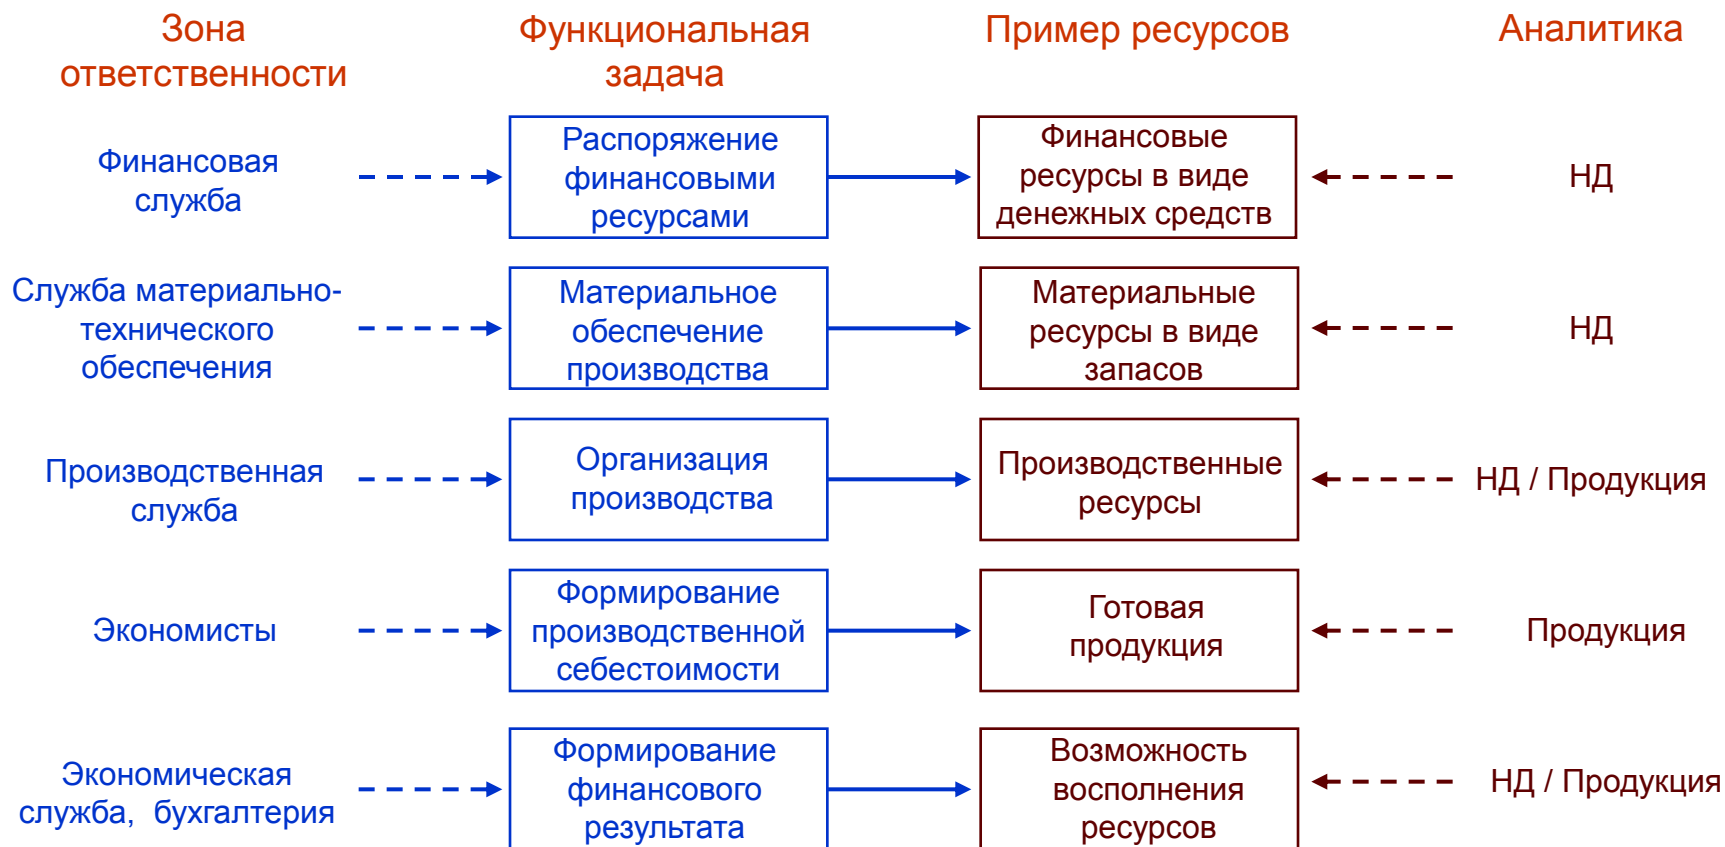 Зона
ответственности
Функциональная
задача
Пример ресурсов
Аналитика
Финансовая
служба
Распоряжение
финансовыми
ресурсами
Финансовые
ресурсы в виде
денежных средств
НД
Служба материально-
технического
обеспечения
Материальное
обеспечение
производства
Материальные
ресурсы в виде
запасов
НД
Производственная
служба
Организация
производства
Производственные
ресурсы
НД / Продукция
Экономисты
Формирование
производственной
себестоимости
Готовая
продукция
Продукция
Экономическая
служба, бухгалтерия
Формирование
финансового
результата
Возможность
восполнения
ресурсов
НД / Продукция